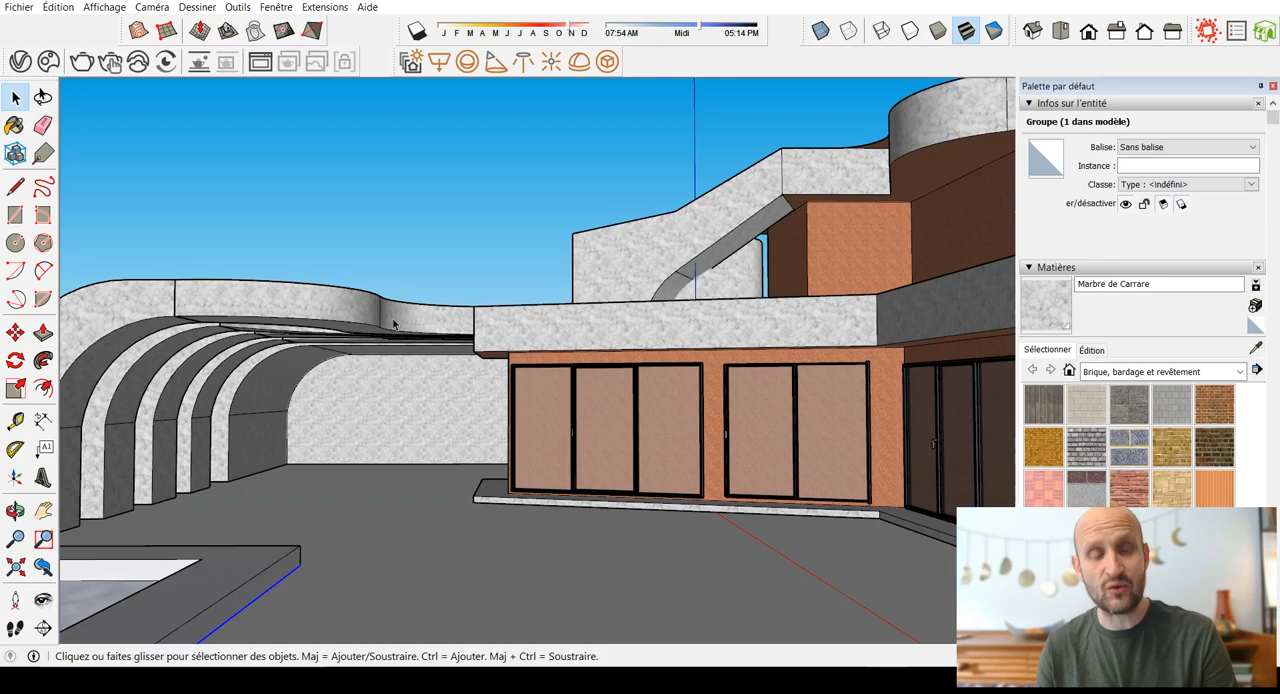 Fichier Édition Affichage Caméra Dessiner Outils Fenêtre Extensions Aide
J F M A M J J A S O N D
07:54 AM Midi 05:14 PM
Palette par défaut
Infos sur l'entité
Groupe (1 dans modèle)
Balise: Sans balise
Instance :
Classe: Type : <indéfini>
er/désactiver
Matières
Marbre de Carrare
Sélectionner Édition
Brique, bardage et revêtement
A1
Cliquez ou faites glisser pour sélectionner des objets. Maj = Ajouter/Soustraire. Ctrl = Ajouter. Maj + Ctrl = Soustraire.